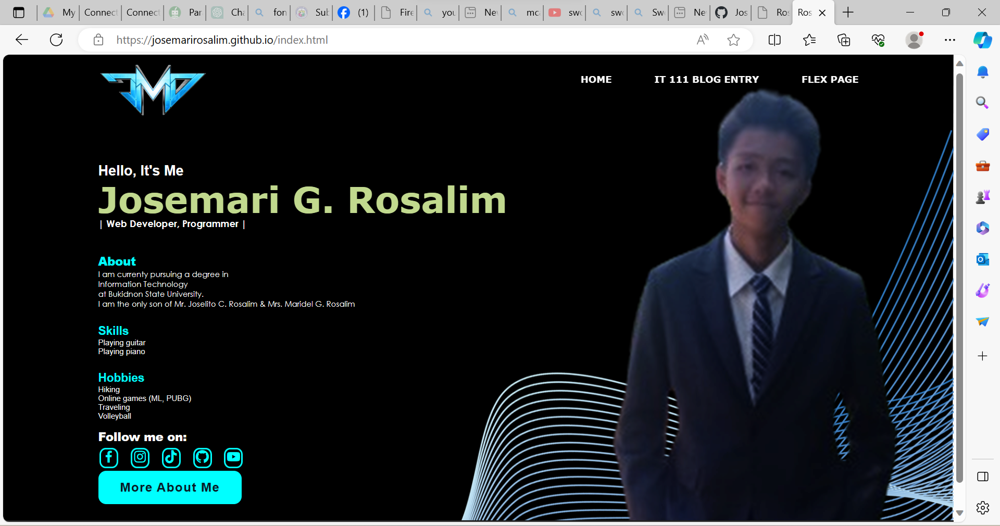 My
Connect
Connect
Par
Cha
fon
Sub
(1)
Fire
you
Nev
mc
swo
swo
Sw
Ne
Jos
Ros
Ros
https://josemarirosalim.github.io/index.html
JMR
HOME IT 111 BLOG ENTRY FLEX PAGE
Hello, It's Me
Josemari G. Rosalim
| Web Developer, Programmer |
About
I am currenty pursuing a degree in
Information Technology
at Bukidnon State University.
I am the only son of Mr. Joselito C. Rosalim & Mrs. Maridel G. Rosalim
Skills
Playing guitar
Playing piano
Hobbies
Hiking
Online games (ML, PUBG)
Traveling
Volleyball
Follow me on:
More About Me